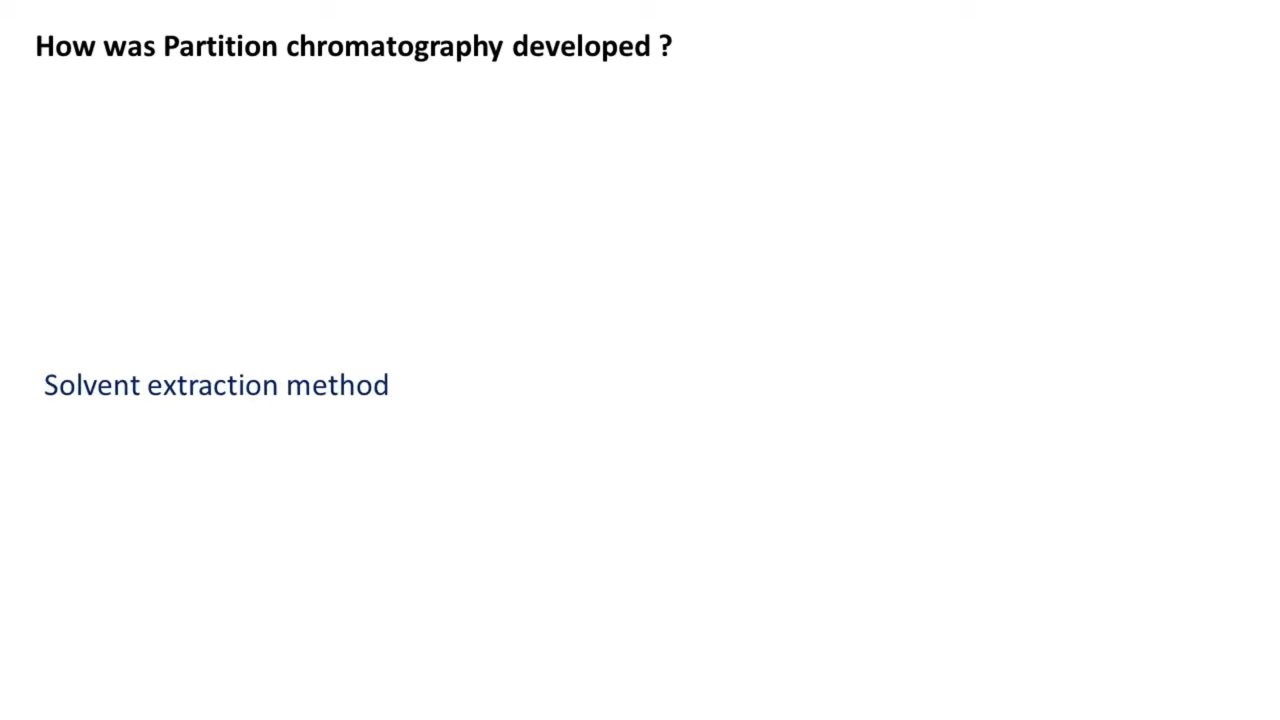 How was Partition chromatography developed ?
Solvent extraction method